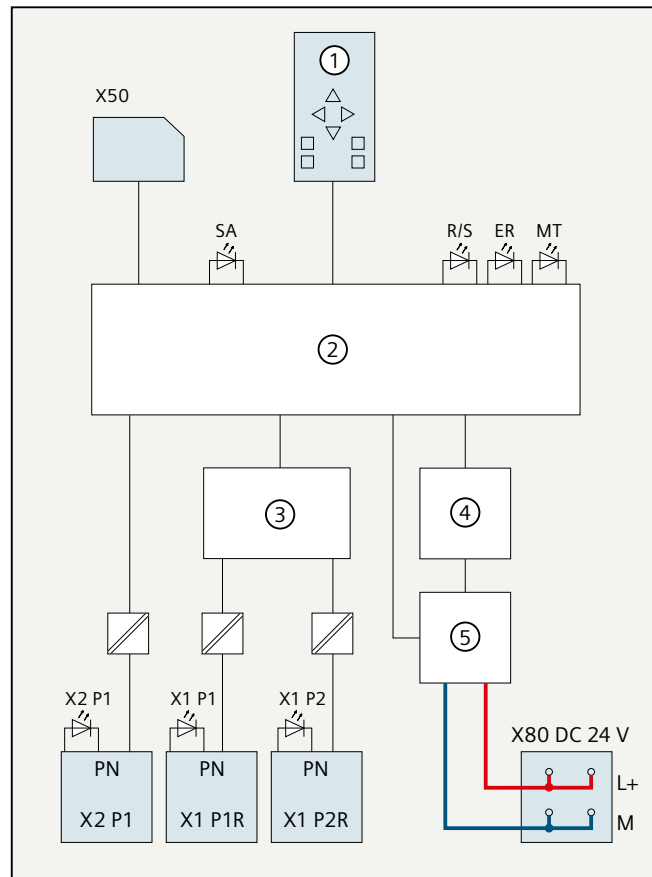 ①
X50
SA
R/S ER MT
②
③
④
⑤
X2 P1
X1 P1
X1 P2
X80 DC 24 V
PN
PN
PN
L+
X2 P1
X1 P1R
X1 P2R
M